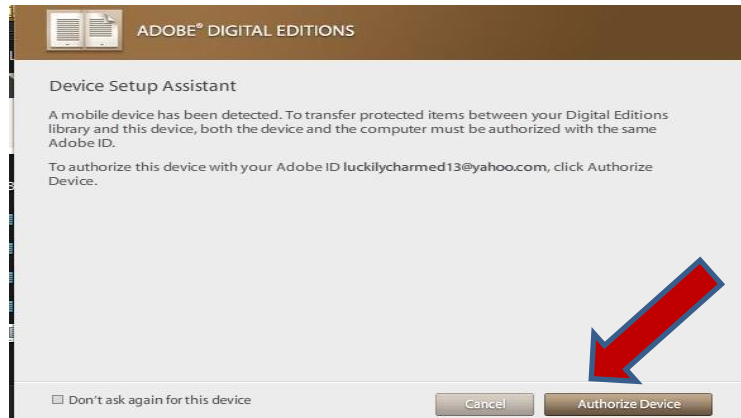 ADOBE® DIGITAL EDITIONS
Device Setup Assistant
A mobile device has been detected. To transfer protected items between your Digital Editions
library and this device, both the device and the computer must be authorized with the same
Adobe ID.
To authorize this device with your Adobe ID luckilycharmed13@yahoo.com, click Authorize
Device.
Don't ask again for this device
Cancel
Authorize Device